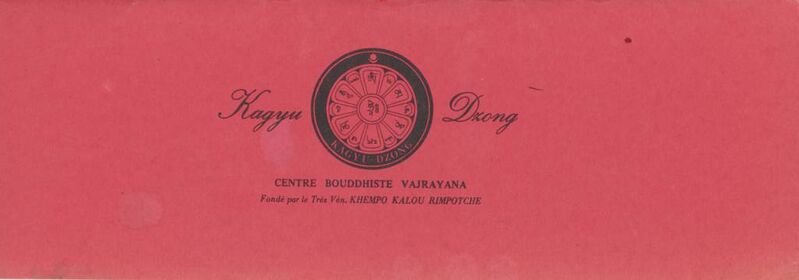 Kagyu Dzong
KAGYU-DZONG
CENTRE BOUDDHISTE VAJRAYANA
Fondé par le Très Vén. KHEMPO KALOU RIMPOTCHE